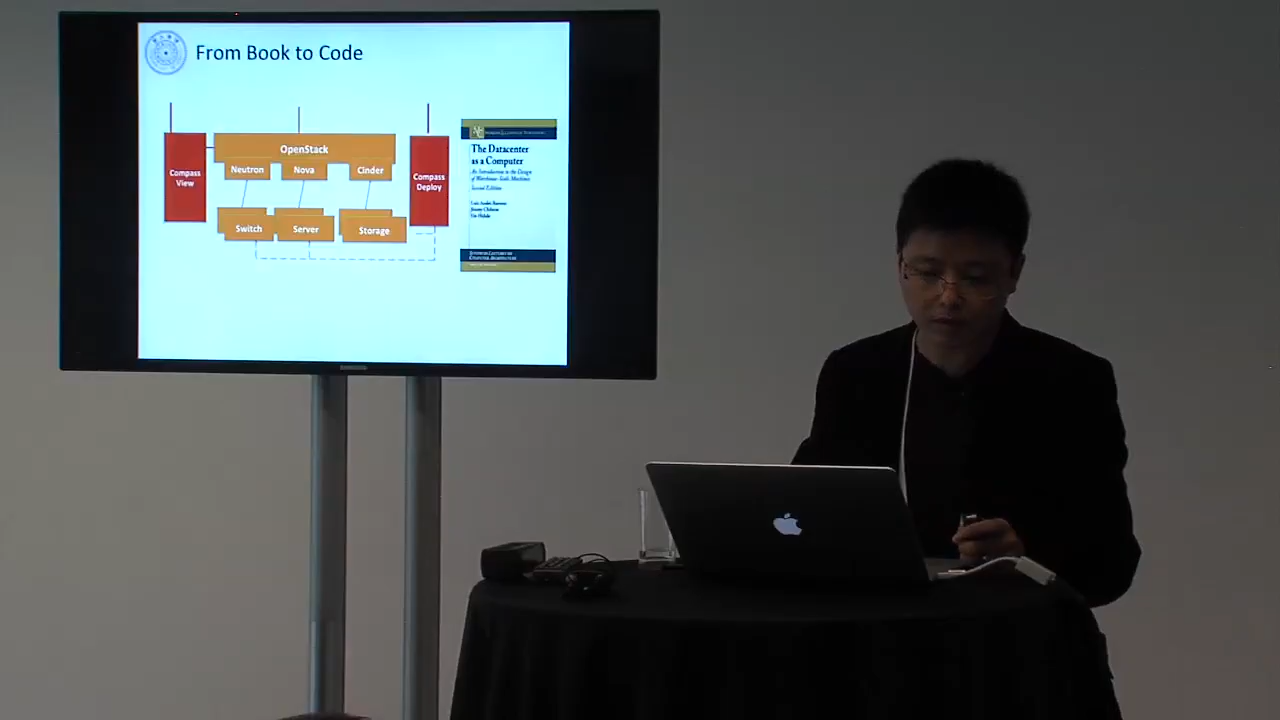 From Book to Code
OpenStack
Neutron
Nova
Cinder
Compass
View
Compass
Deploy
Switch
Server
Storage
The Datacenter
as a Computer
An Introduction to the Design
of Warehouse-Scale Machines
Second Edition